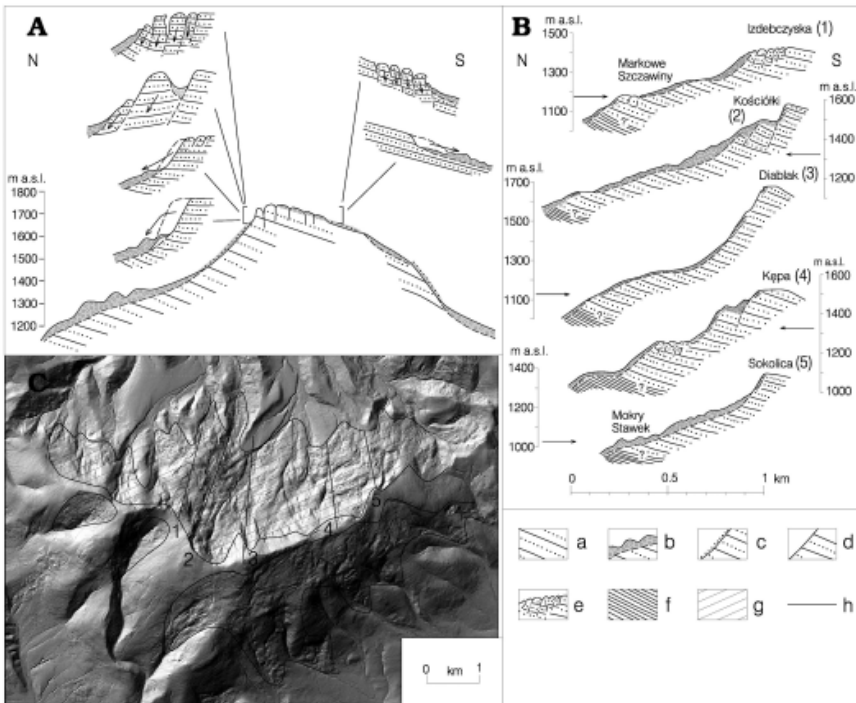 A
N
S
m a.s.l.
1800
1700
1600
1500
1400
1300
1200
B
m a.s.l.
1500
1300
1100
N
S
Izdebczyska (1)
Markowe
Szczawiny
Kościółki
(2)
m a.s.l.
1600
1400
1200
Diablak (3)
m a.s.l.
1700
1500
1300
1100
?
Kępa (4)
m a.s.l.
1600
1400
1200
1000
?
Sokolica (5)
m a.s.l.
1400
1200
1000
Mokry
Stawek
?
0 0.5 1 km
C
1
2
3
4
5
0 km 1
a b c d
e f g h